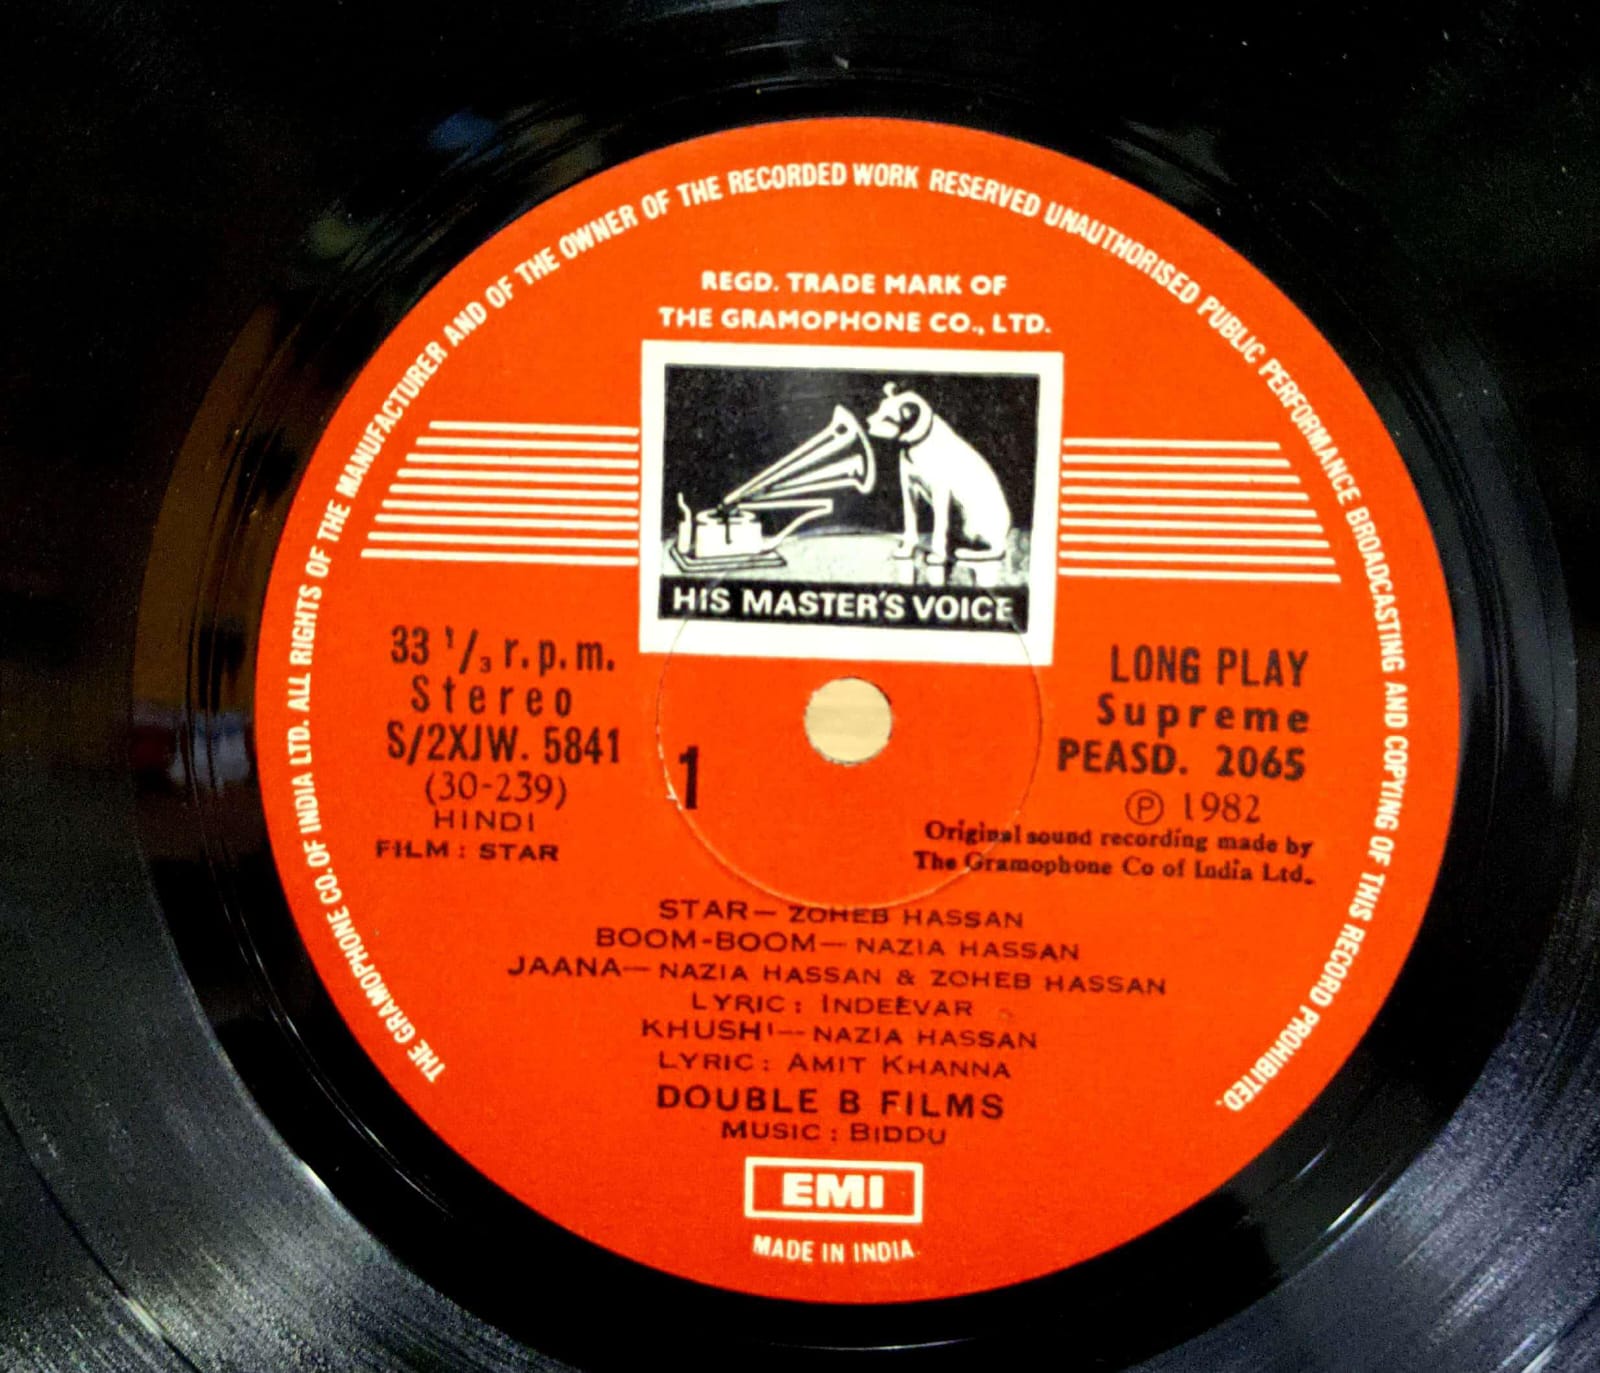 THE GRAMOPHONE CO. OF INDIA LTD. ALL RIGHTS OF THE MANUFACTURER AND OF THE OWNER OF THE RECORDED WORK RESERVED UNAUTHORISED PUBLIC PERFORMANCE BROADCASTING AND COPYING OF THIS RECORD PROHIBITED.
REGD. TRADE MARK OF
THE GRAMOPHONE CO., LTD.
HIS MASTER'S VOICE
33 1/3 r.p.m.
Stereo
S/2XJW. 5841
(30-239)
HINDI
FILM : STAR
1
LONG PLAY
Supreme
PEASD. 2065
Ⓟ 1982
Original sound recording made by
The Gramophone Co of India Ltd.
STAR— ZOHEB HASSAN
BOOM-BOOM— NAZIA HASSAN
JAANA— NAZIA HASSAN & ZOHEB HASSAN
LYRIC : INDEEVAR
KHUSHI— NAZIA HASSAN
LYRIC : AMIT KHANNA
DOUBLE B FILMS
MUSIC : BIDDU
EMI
MADE IN INDIA